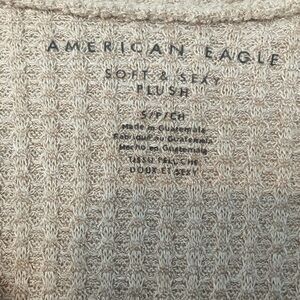 AMERICAN EAGLE
SOFT & SEXY
PLUSH
S/P/CH
Made in Guatemala
Fabriqué au Guatemala
Hecho en Guatemala
TISSU PELUCHE
DOUX ET SEXY